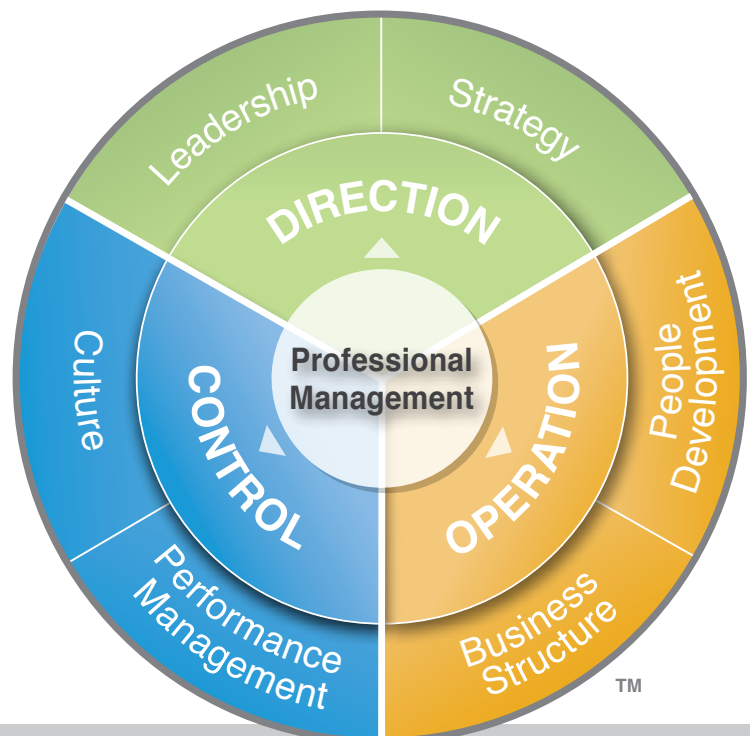 Leadership
Strategy
DIRECTION
Professional
Management
Culture
CONTROL
OPERATION
People
Development
Performance
Management
Business
Structure
TM